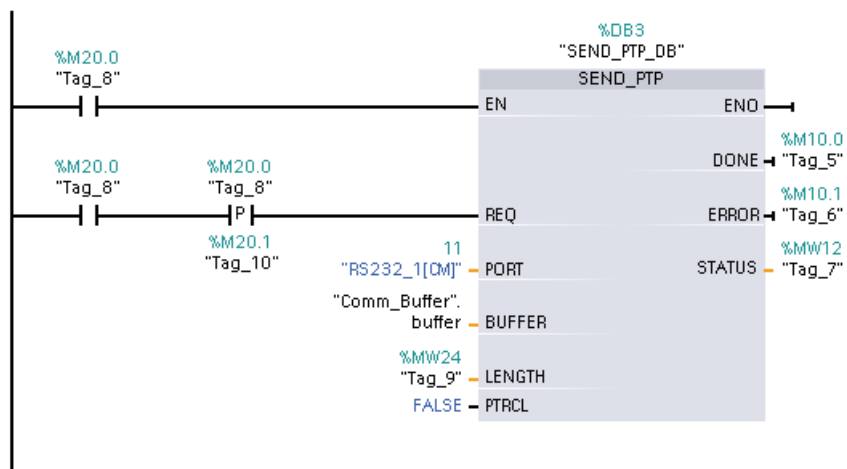 %DB3
"SEND_PTP_DB"
%M20.0
"Tag_8"
SEND_PTP
EN
ENO
%M20.0
"Tag_8"
%M20.0
"Tag_8"
P
%M20.1
"Tag_10"
REQ
DONE
%M10.0
"Tag_5"
ERROR
%M10.1
"Tag_6"
STATUS
%MW12
"Tag_7"
11
"RS232_1[CM]"
PORT
"Comm_Buffer".
buffer
BUFFER
%MW24
"Tag_9"
LENGTH
FALSE
PTRCL